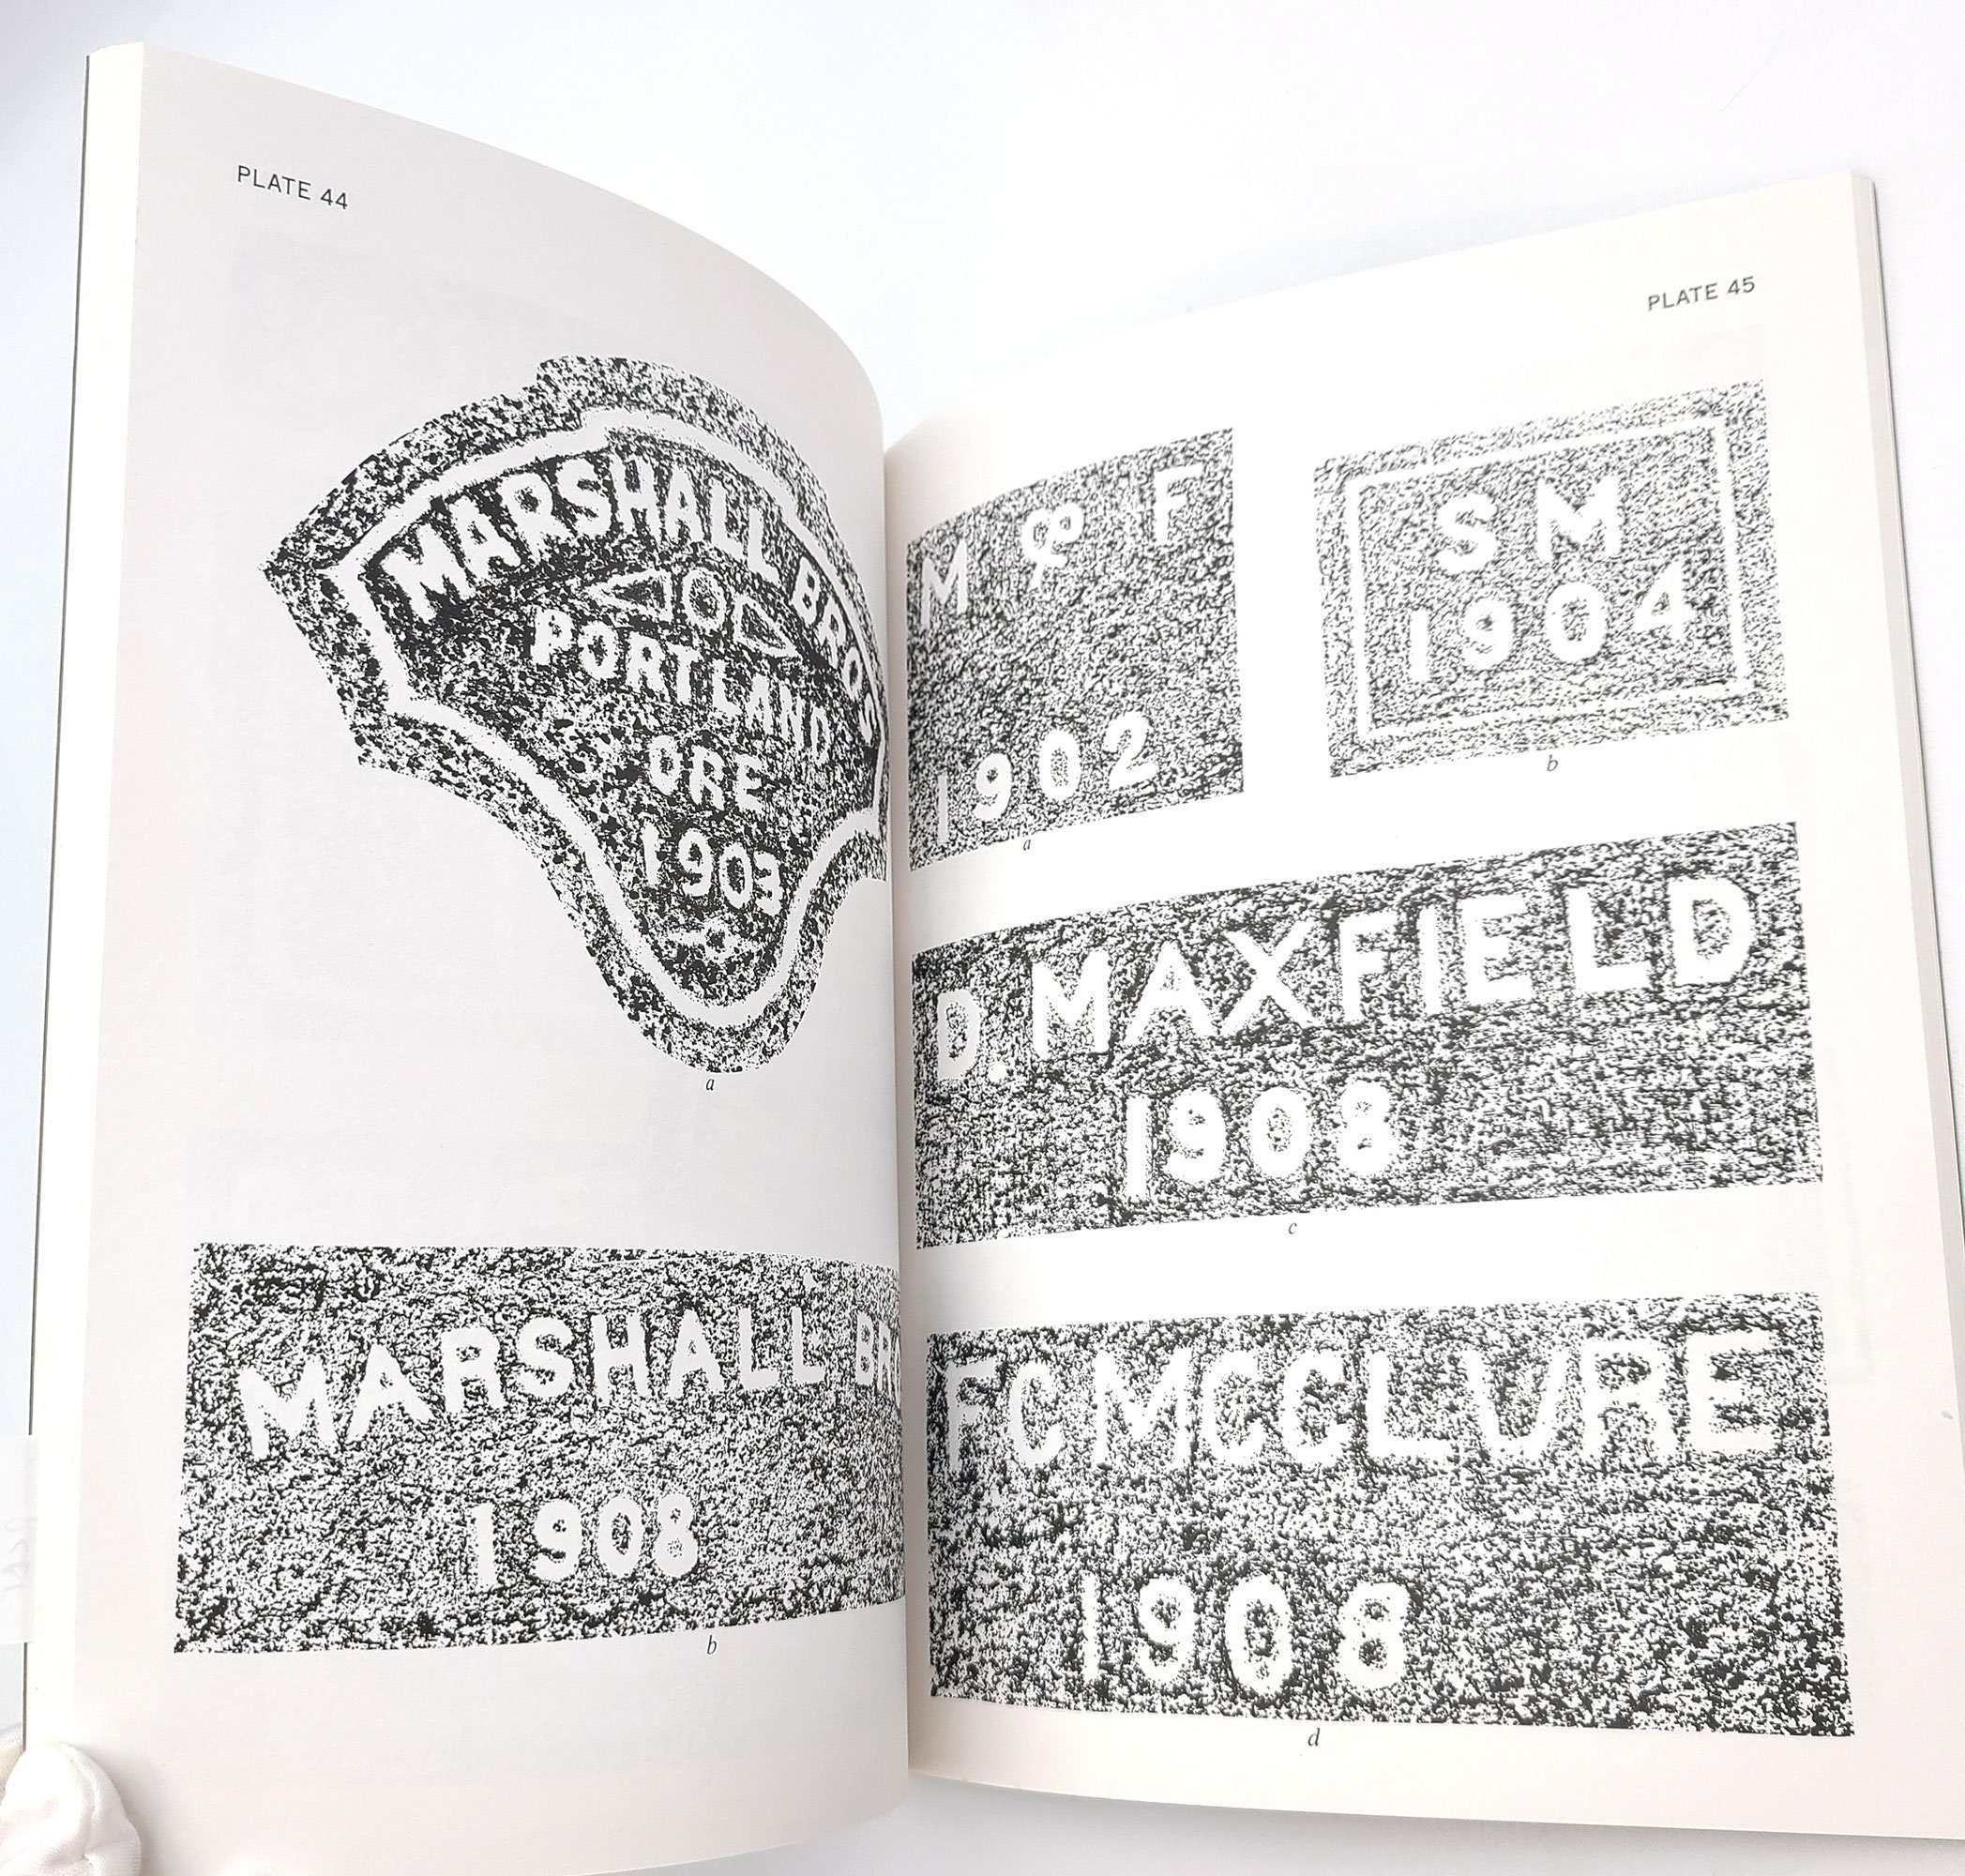 PLATE 44
MARSHALL BROS
PORTLAND
ORE
1903
a
MARSHALL BRO
1908
b
PLATE 45
M & F
1902
a
SM
1904
b
D. MAXFIELD
1908
c
FC MCCLURE
1908
d